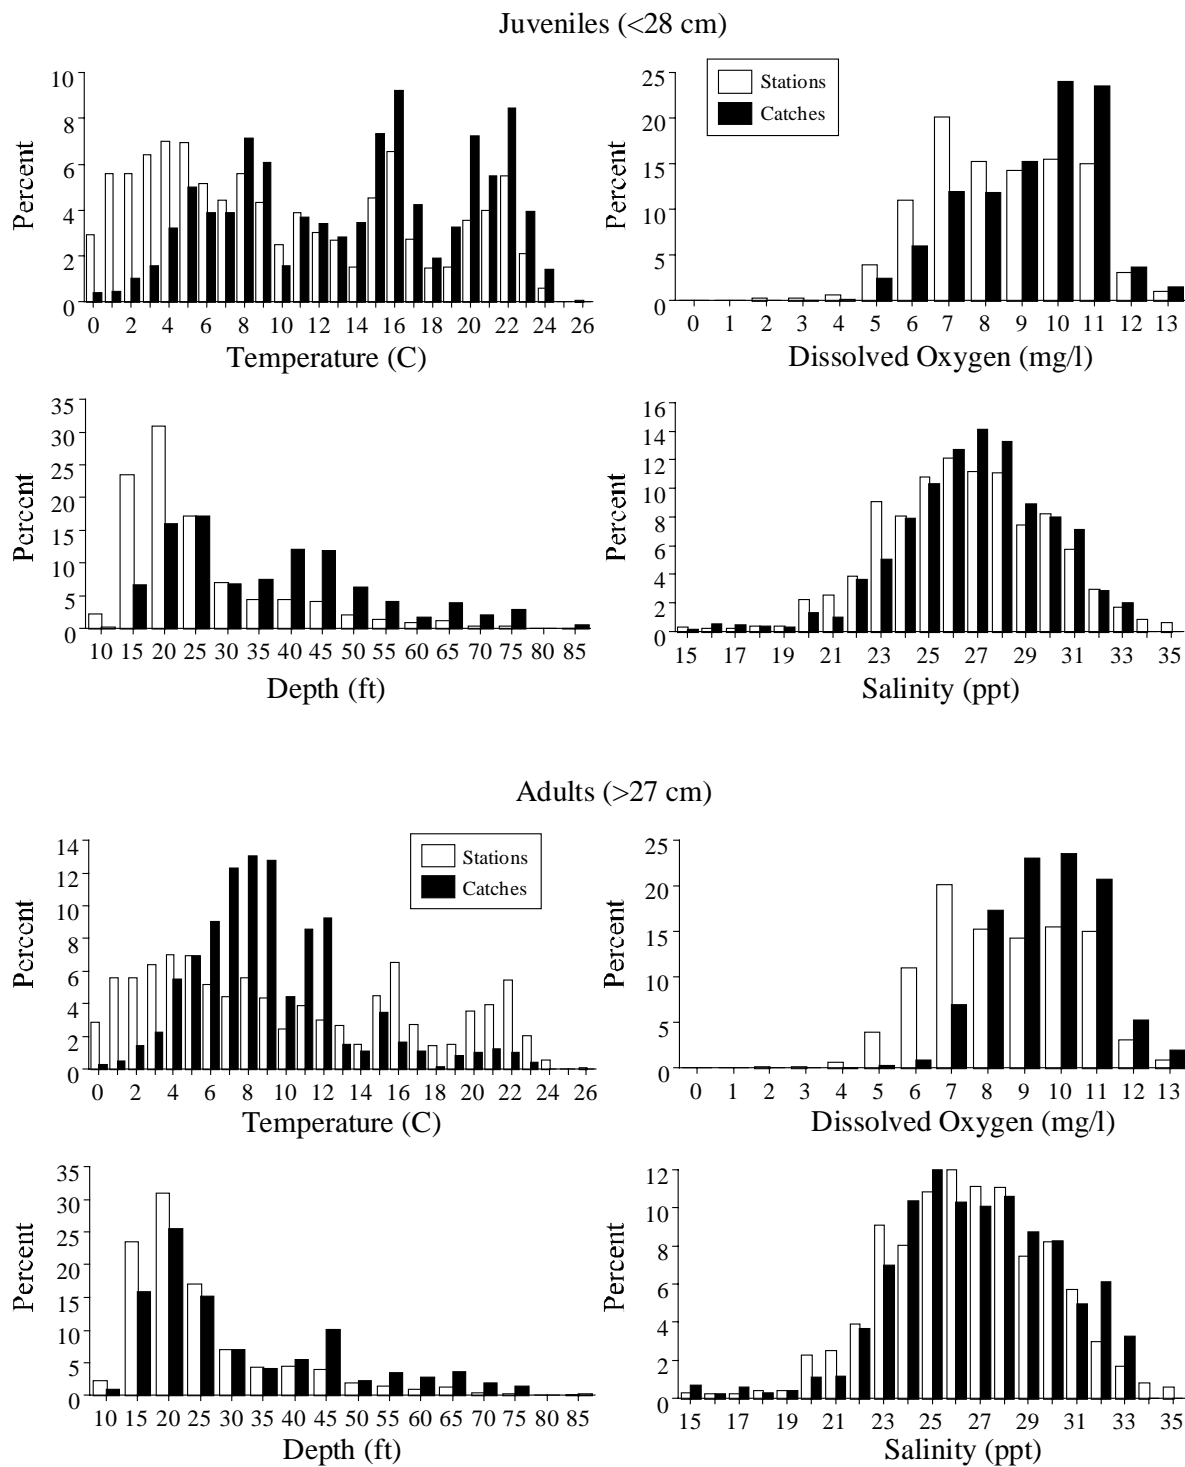 Juveniles (<28 cm)
10
8
6
4
2
0
Percent
0 2 4 6 8 10 12 14 16 18 20 22 24 26
Temperature (C)
Stations
Catches
25
20
15
10
5
0
Percent
0 1 2 3 4 5 6 7 8 9 10 11 12 13
Dissolved Oxygen (mg/l)
35
30
25
20
15
10
5
0
Percent
10 15 20 25 30 35 40 45 50 55 60 65 70 75 80 85
Depth (ft)
16
14
12
10
8
6
4
2
0
Percent
15 17 19 21 23 25 27 29 31 33 35
Salinity (ppt)
Adults (>27 cm)
Stations
Catches
14
12
10
8
6
4
2
0
Percent
0 2 4 6 8 10 12 14 16 18 20 22 24 26
Temperature (C)
25
20
15
10
5
0
Percent
0 1 2 3 4 5 6 7 8 9 10 11 12 13
Dissolved Oxygen (mg/l)
35
30
25
20
15
10
5
0
Percent
10 15 20 25 30 35 40 45 50 55 60 65 70 75 80 85
Depth (ft)
12
10
8
6
4
2
0
Percent
15 17 19 21 23 25 27 29 31 33 35
Salinity (ppt)